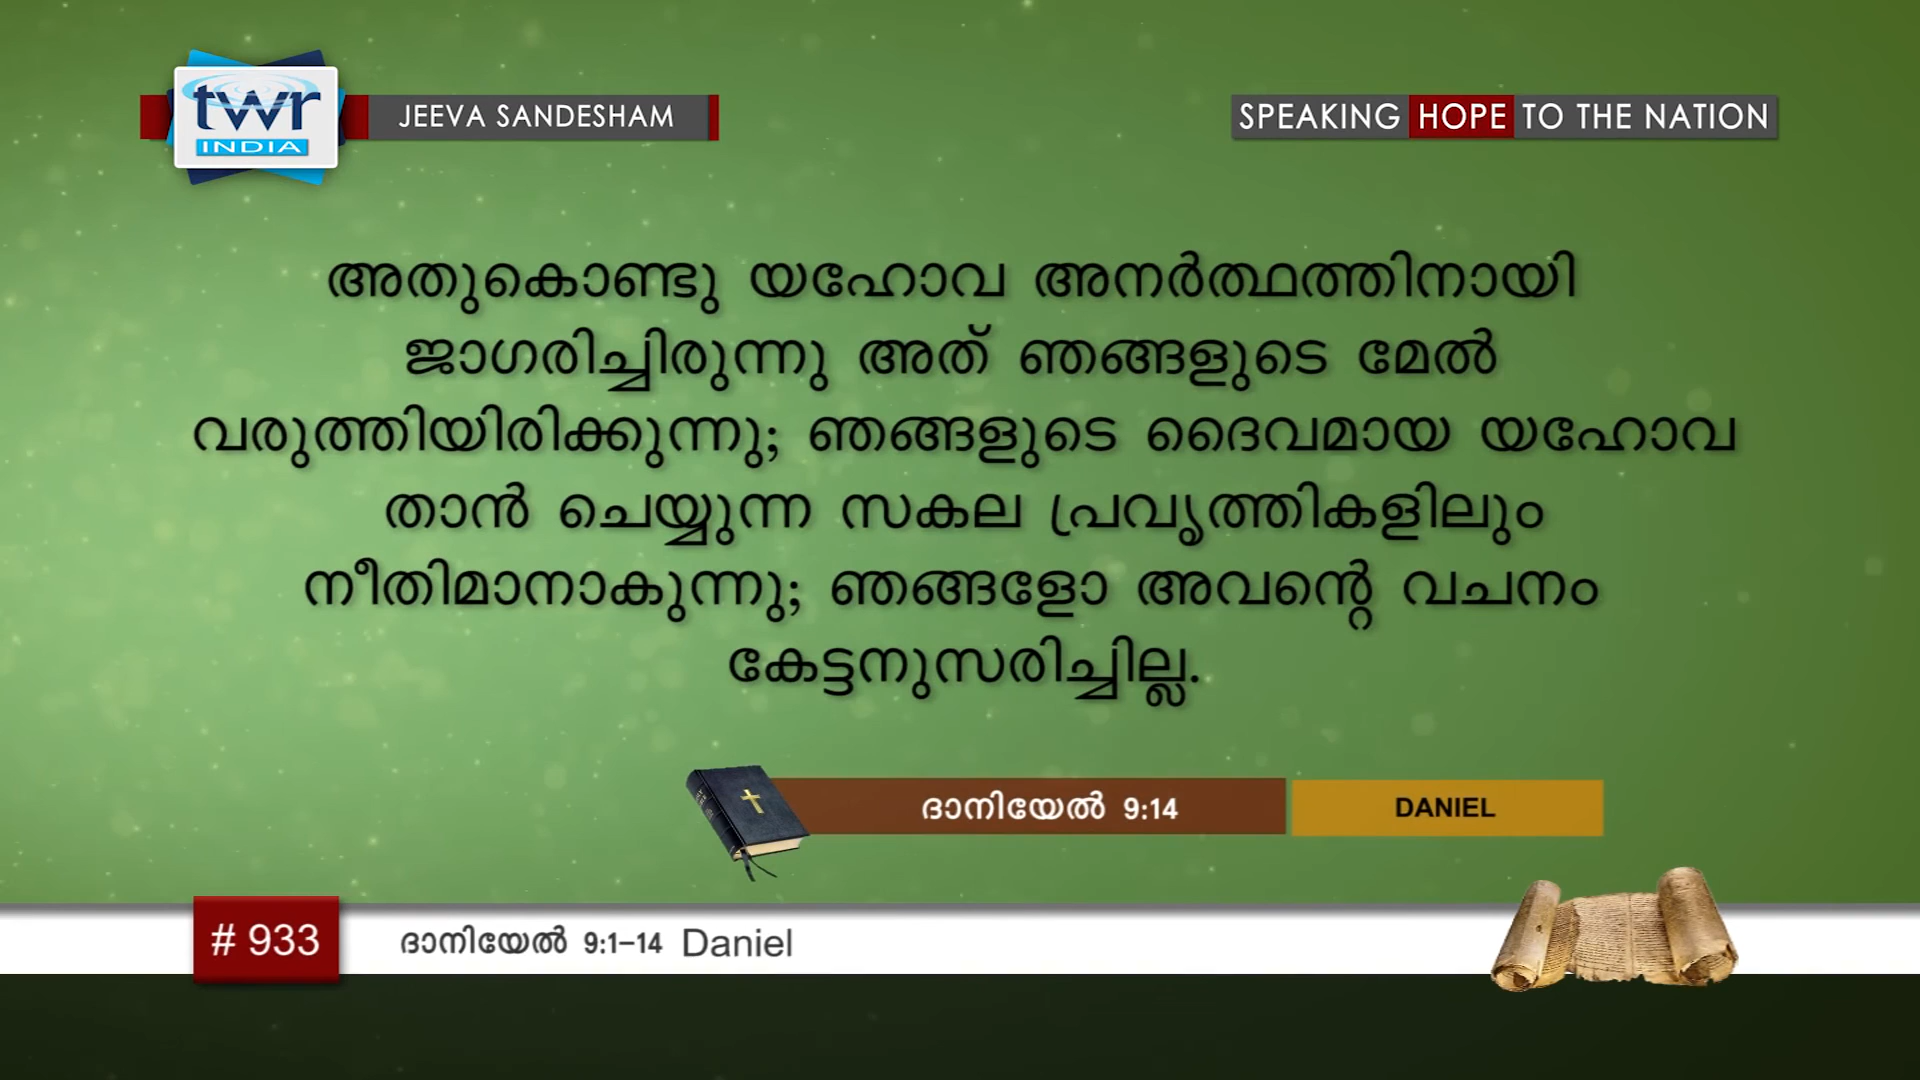 twr
INDIA
JEEVA SANDESHAM
SPEAKING HOPE TO THE NATION
അതുകൊണ്ടു യഹോവ അനർത്ഥത്തിനായി
ജാഗരിച്ചിരുന്നു അത് ഞങ്ങളുടെ മേൽ
വരുത്തിയിരിക്കുന്നു; ഞങ്ങളുടെ ദൈവമായ യഹോവ
താൻ ചെയ്യുന്ന സകല പ്രവൃത്തികളിലും
നീതിമാനാകുന്നു; ഞങ്ങളോ അവന്റെ വചനം
കേട്ടനുസരിച്ചില്ല.
ദാനിയേൽ 9:14
DANIEL
# 933
ദാനിയേൽ 9:1-14 Daniel